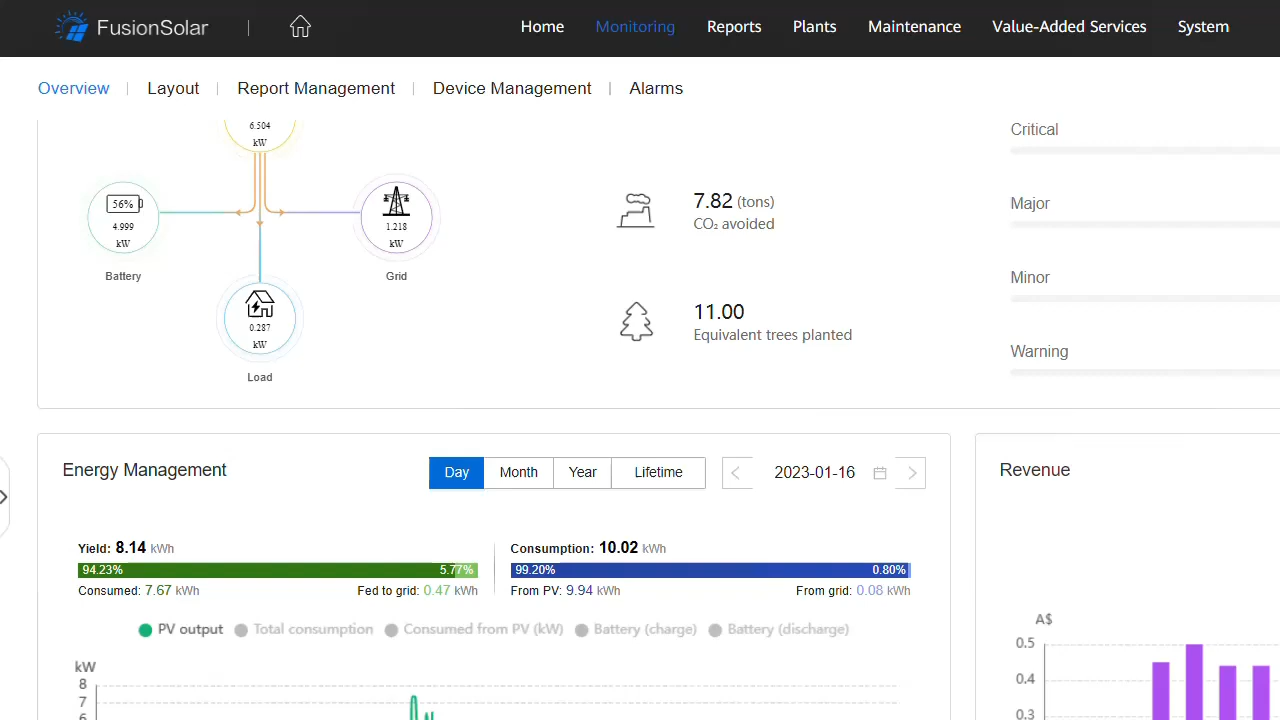 FusionSolar
Home Monitoring Reports Plants Maintenance Value-Added Services System
Overview Layout Report Management Device Management Alarms
6.504
kW
56%
4.999
kW
Battery
1.218
kW
Grid
0.287
kW
Load
7.82 (tons)
CO₂ avoided
11.00
Equivalent trees planted
Critical
Major
Minor
Warning
Energy Management
Day Month Year Lifetime
2023-01-16
Yield: 8.14 kWh
94.23% 5.77%
Consumed: 7.67 kWh Fed to grid: 0.47 kWh
Consumption: 10.02 kWh
99.20% 0.80%
From PV: 9.94 kWh From grid: 0.08 kWh
PV output Total consumption Consumed from PV (kW) Battery (charge) Battery (discharge)
kW
8
7
6
Revenue
A$
0.5
0.4
0.3